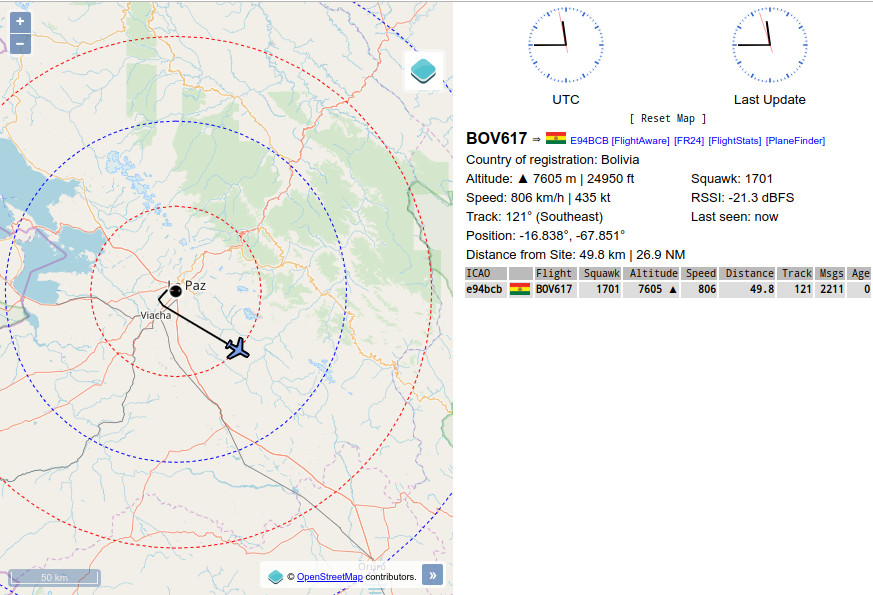 +
−
Paz
Viacha
Oruro
50 km
© OpenStreetMap contributors.
»
UTC
Last Update
[ Reset Map ]
BOV617 ⇒ E94BCB [FlightAware] [FR24] [FlightStats] [PlaneFinder]
Country of registration: Bolivia
Altitude: ▲ 7605 m | 24950 ft
Squawk: 1701
Speed: 806 km/h | 435 kt
RSSI: -21.3 dBFS
Track: 121° (Southeast)
Last seen: now
Position: -16.838°, -67.851°
Distance from Site: 49.8 km | 26.9 NM
ICAO Flight Squawk Altitude Speed Distance Track Msgs Age
e94bcb BOV617 1701 7605 ▲ 806 49.8 121 2211 0